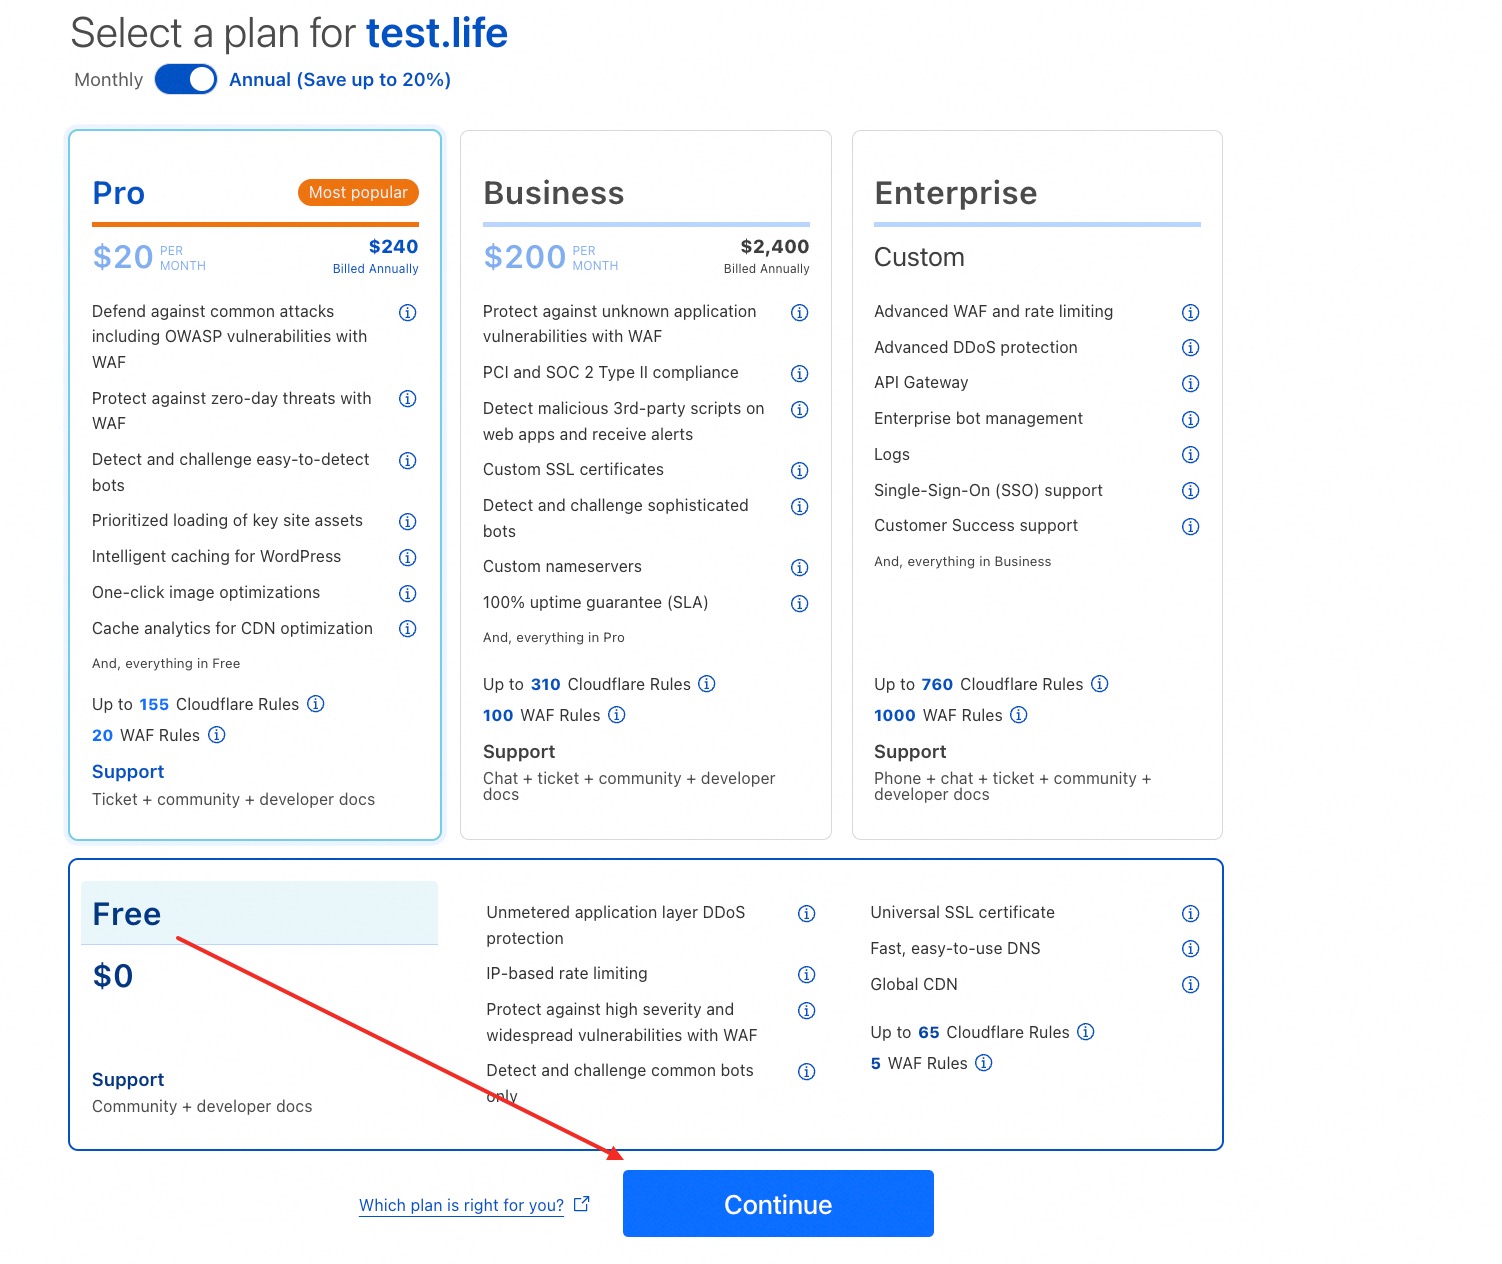 Select a plan for test.life
Monthly Annual (Save up to 20%)
Pro Most popular
$20 PER MONTH $240
Billed Annually
Defend against common attacks
including OWASP vulnerabilities with
WAF
Protect against zero-day threats with
WAF
Detect and challenge easy-to-detect
bots
Prioritized loading of key site assets
Intelligent caching for WordPress
One-click image optimizations
Cache analytics for CDN optimization
And, everything in Free
Up to 155 Cloudflare Rules
20 WAF Rules
Support
Ticket + community + developer docs
Business
$200 PER MONTH $2,400
Billed Annually
Protect against unknown application
vulnerabilities with WAF
PCI and SOC 2 Type II compliance
Detect malicious 3rd-party scripts on
web apps and receive alerts
Custom SSL certificates
Detect and challenge sophisticated
bots
Custom nameservers
100% uptime guarantee (SLA)
And, everything in Pro
Up to 310 Cloudflare Rules
100 WAF Rules
Support
Chat + ticket + community + developer
docs
Enterprise
Custom
Advanced WAF and rate limiting
Advanced DDoS protection
API Gateway
Enterprise bot management
Logs
Single-Sign-On (SSO) support
Customer Success support
And, everything in Business
Up to 760 Cloudflare Rules
1000 WAF Rules
Support
Phone + chat + ticket + community +
developer docs
Free
$0
Support
Community + developer docs
Unmetered application layer DDoS
protection
IP-based rate limiting
Protect against high severity and
widespread vulnerabilities with WAF
Detect and challenge common bots
only
Universal SSL certificate
Fast, easy-to-use DNS
Global CDN
Up to 65 Cloudflare Rules
5 WAF Rules
Which plan is right for you?
Continue